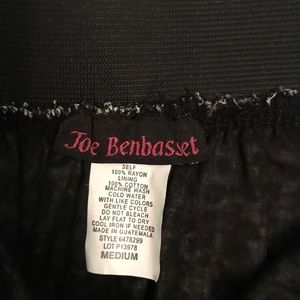 Joe Benbasset
SELF
100% RAYON
LINING
100% COTTON
MACHINE WASH
COLD WATER
WITH LIKE COLORS
GENTLE CYCLE
DO NOT BLEACH
LAY FLAT TO DRY
COOL IRON IF NEEDED
MADE IN GUATEMALA
STYLE 6478299
LOT P13978
MEDIUM